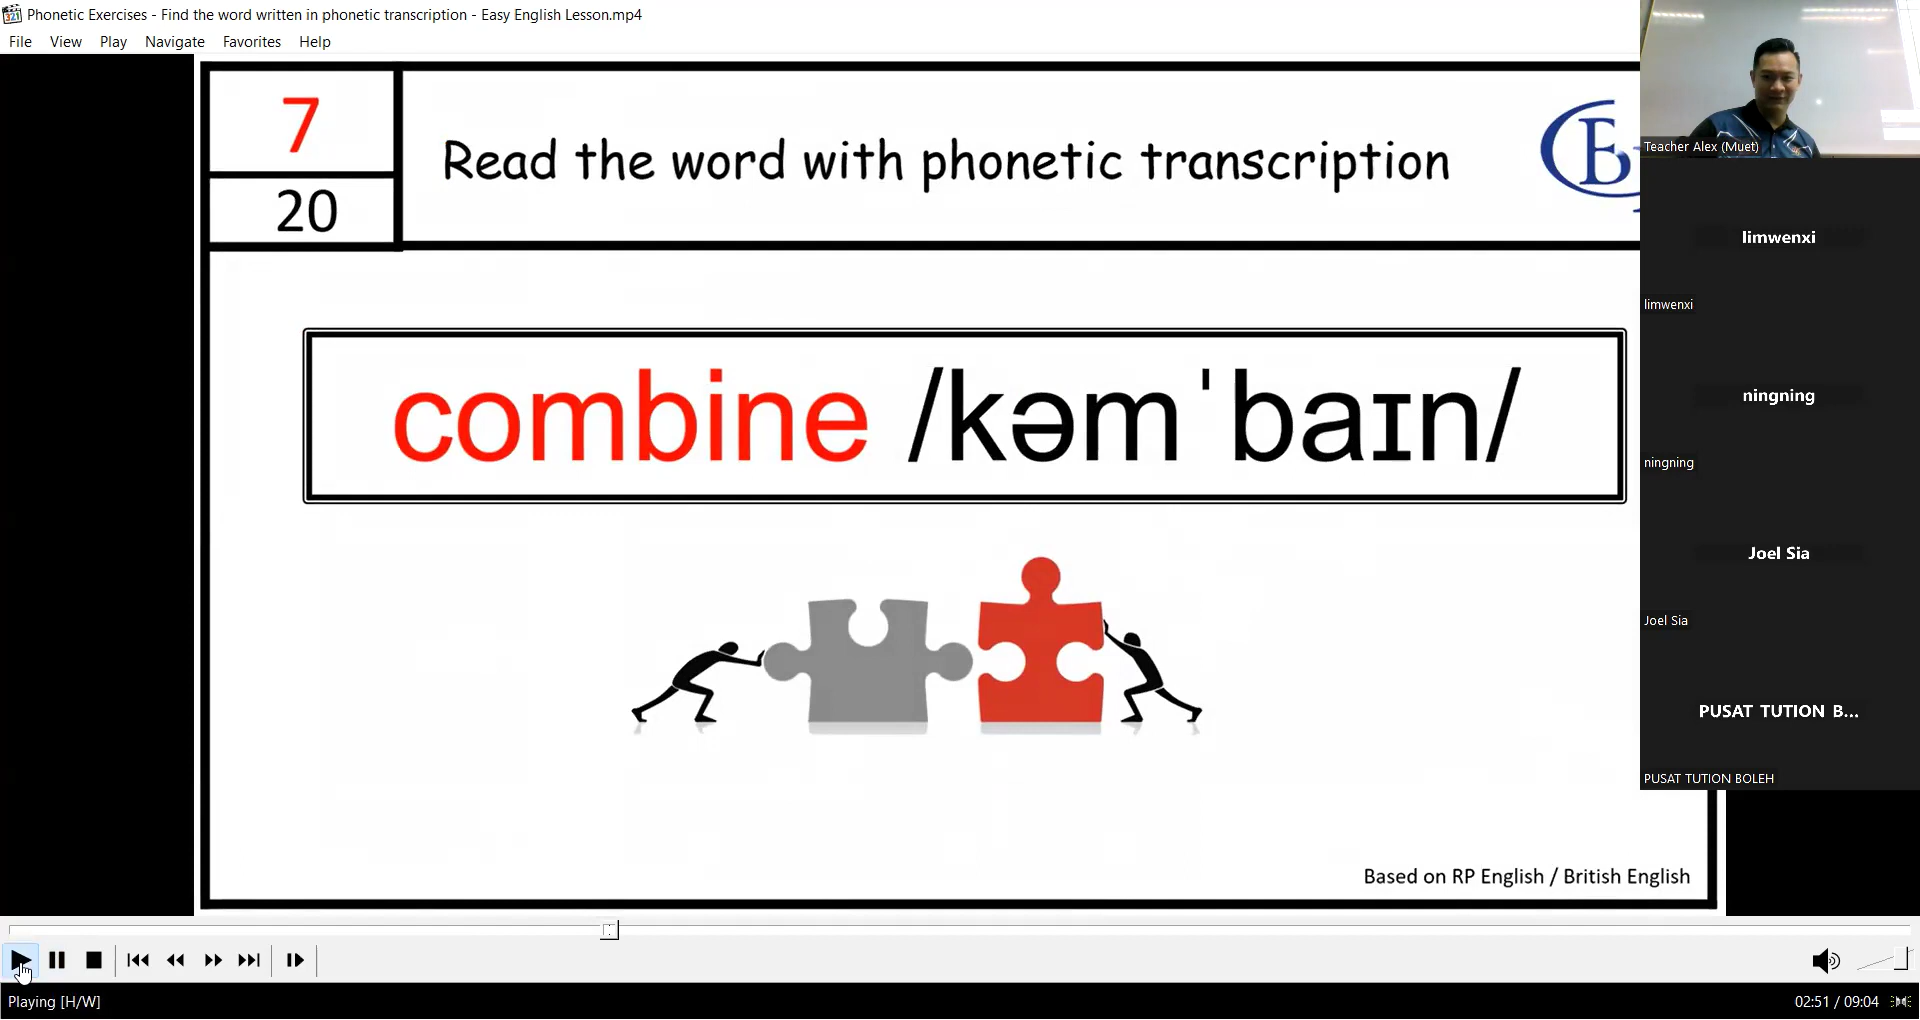 Phonetic Exercises - Find the word written in phonetic transcription - Easy English Lesson.mp4
File View Play Navigate Favorites Help
7
20
Read the word with phonetic transcription
combine /kəmˈbaɪn/
Based on RP English / British English
Teacher Alex (Muet)
limwenxi
limwenxi
ningning
ningning
Joel Sia
Joel Sia
PUSAT TUTION B...
PUSAT TUTION BOLEH
Playing [H/W]
02:51 / 09:04